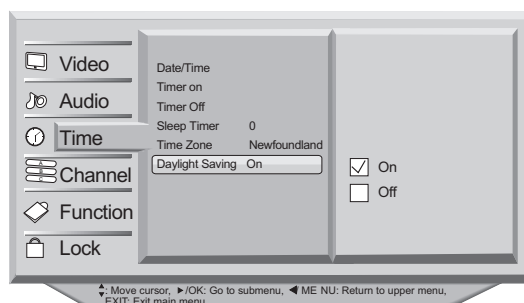 Video
Audio
Time
Channel
Function
Lock
Date/Time
Timer on
Timer Off
Sleep Timer 0
Time Zone Newfoundland
Daylight Saving On
On
Off
: Move cursor, ►/OK: Go to submenu, ◄ ME NU: Return to upper menu,
EXIT: Exit main menu